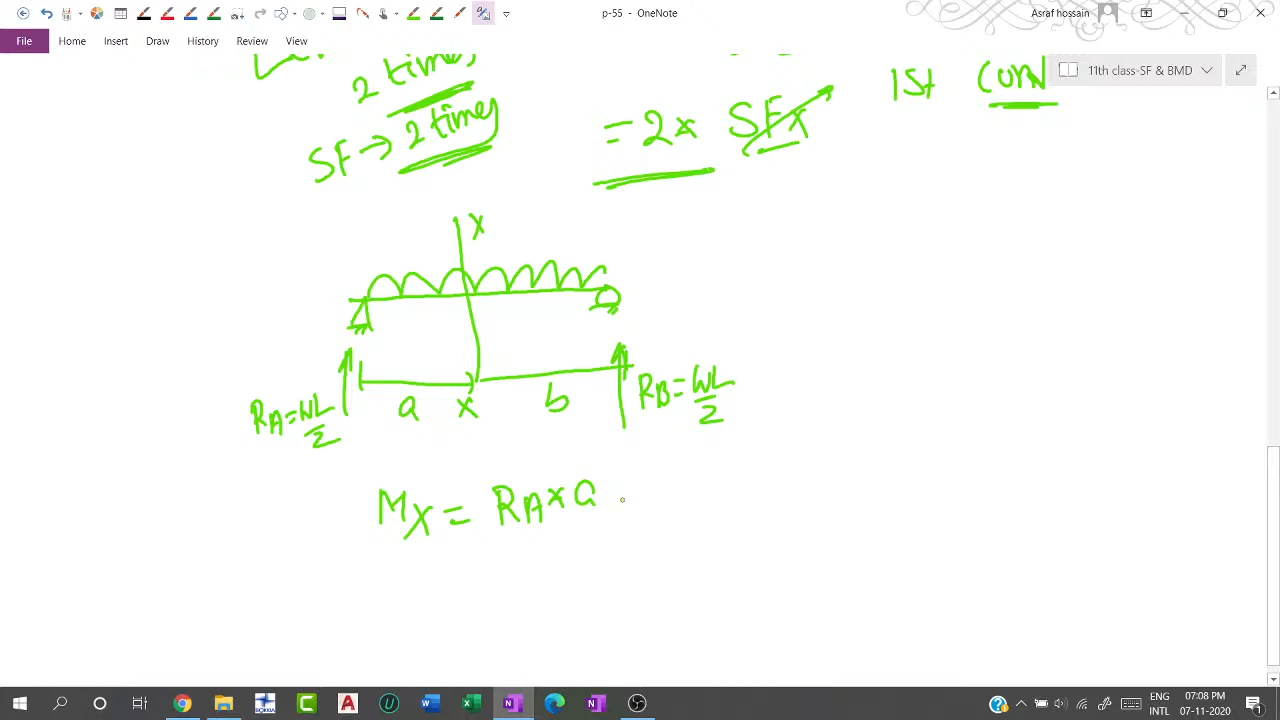 p-55 - OneNote
Asraf hossain
File Home Insert Draw History Review View
11th class-SF & BMD
2 times
SF → 2 times
= 2 × SFx
1st
X
RA = WL/2
a
X
b
RB = WL/2
MX = RA × a
ENG
INTL
07:08 PM
07-11-2020